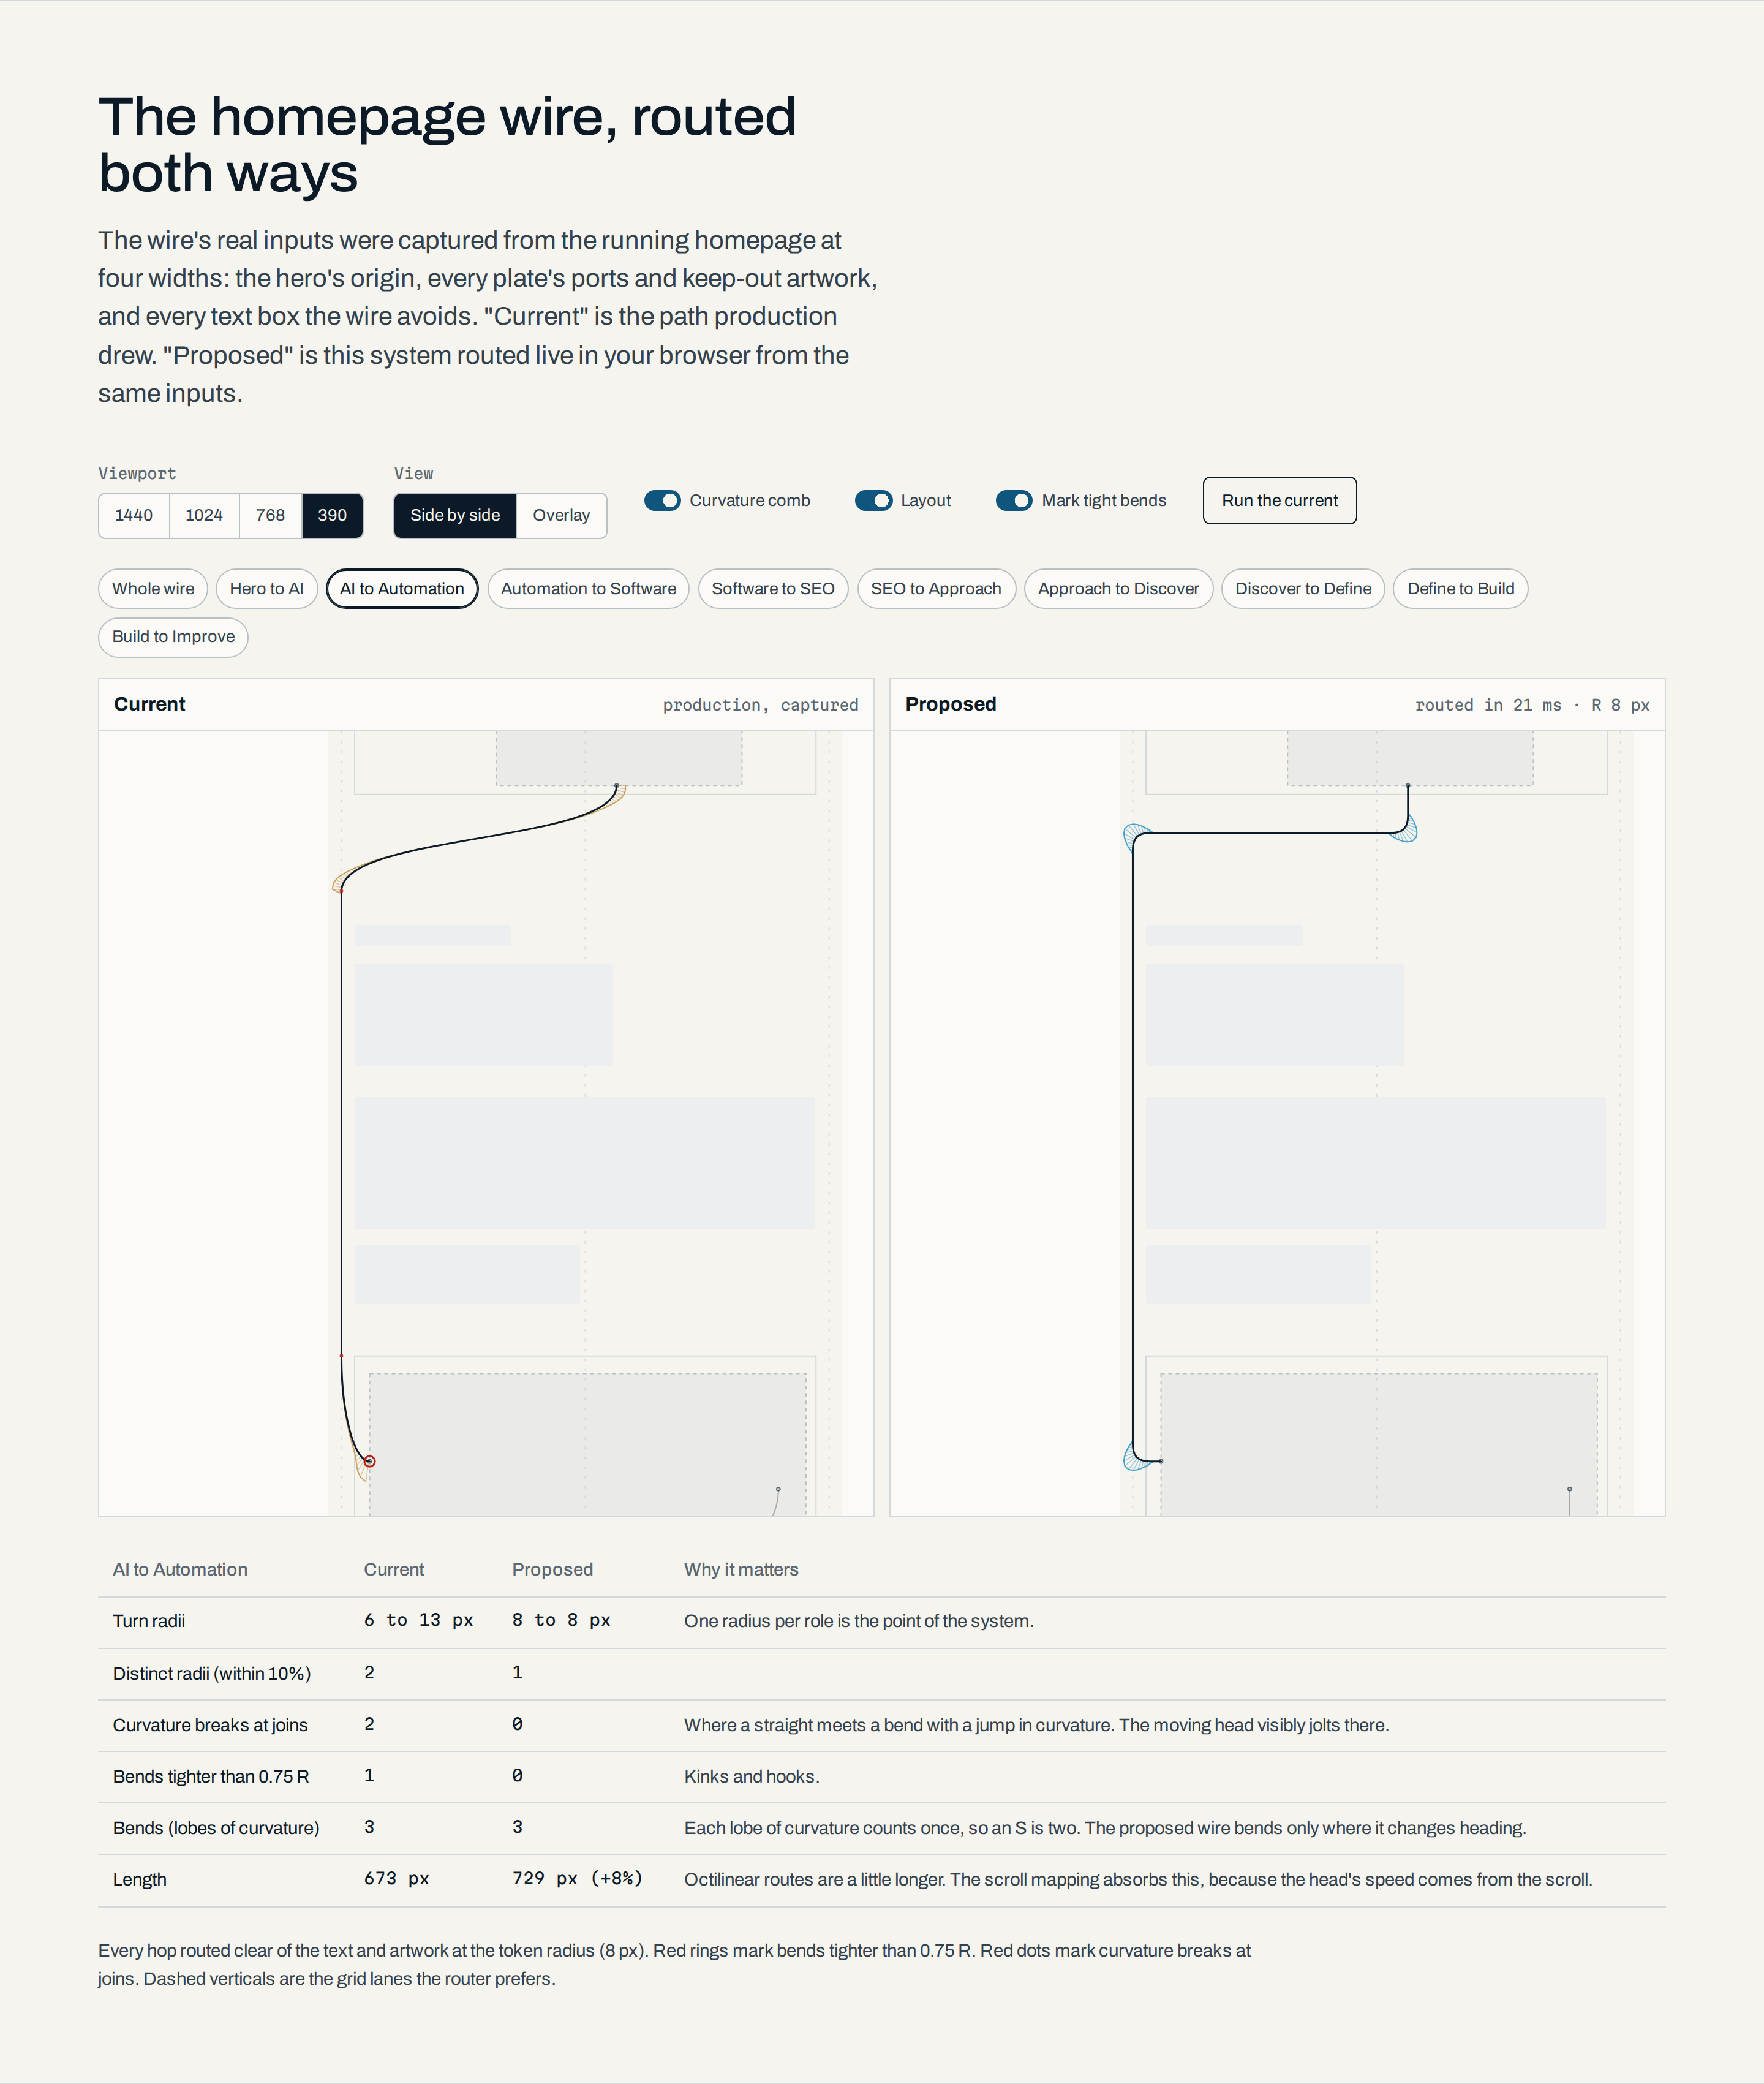 The homepage wire, routed
both ways
The wire's real inputs were captured from the running homepage at
four widths: the hero's origin, every plate's ports and keep-out artwork,
and every text box the wire avoids. "Current" is the path production
drew. "Proposed" is this system routed live in your browser from the
same inputs.
Viewport
View
1440 1024 768 390
Side by side Overlay
Curvature comb Layout Mark tight bends Run the current
Whole wire Hero to AI AI to Automation Automation to Software Software to SEO SEO to Approach Approach to Discover Discover to Define Define to Build
Build to Improve
Current production, captured
Proposed routed in 21 ms · R 8 px
AI to Automation Current Proposed Why it matters
Turn radii 6 to 13 px 8 to 8 px One radius per role is the point of the system.
Distinct radii (within 10%) 2 1
Curvature breaks at joins 2 0 Where a straight meets a bend with a jump in curvature. The moving head visibly jolts there.
Bends tighter than 0.75 R 1 0 Kinks and hooks.
Bends (lobes of curvature) 3 3 Each lobe of curvature counts once, so an S is two. The proposed wire bends only where it changes heading.
Length 673 px 729 px (+8%) Octilinear routes are a little longer. The scroll mapping absorbs this, because the head's speed comes from the scroll.
Every hop routed clear of the text and artwork at the token radius (8 px). Red rings mark bends tighter than 0.75 R. Red dots mark curvature breaks at
joins. Dashed verticals are the grid lanes the router prefers.